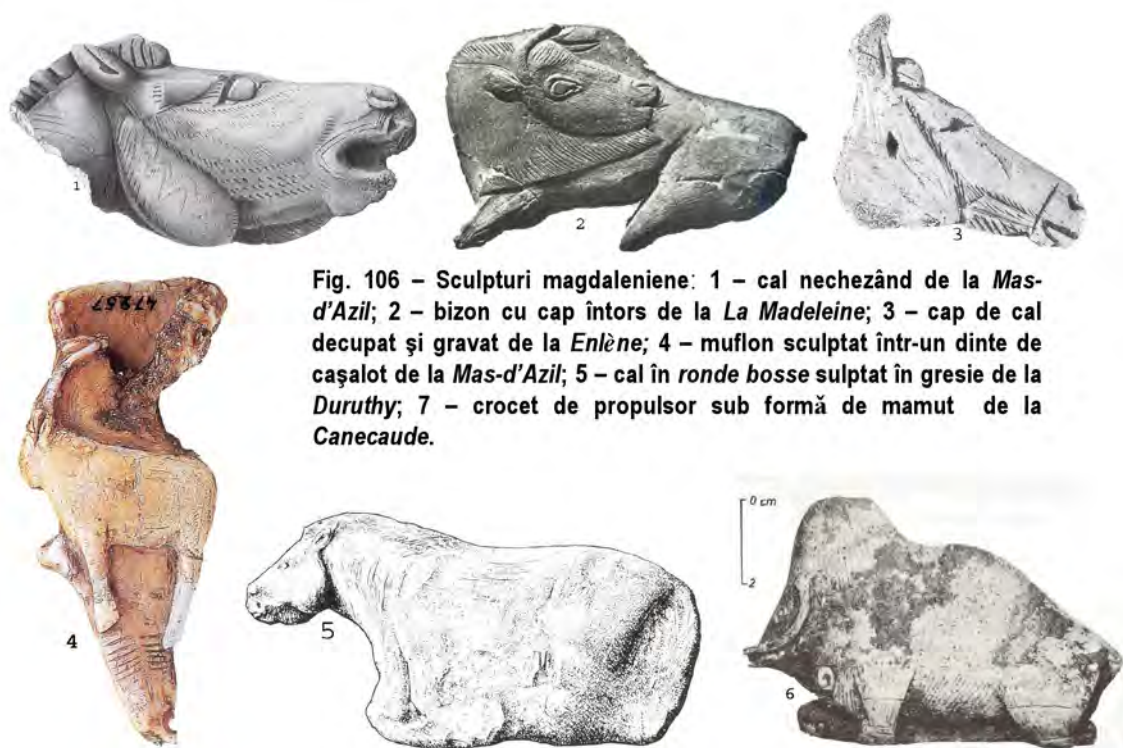 1
2
3
Fig. 106 – Sculpturi magdaleniene: 1 – cal nechezând de la Mas-
d’Azil; 2 – bizon cu cap întors de la La Madeleine; 3 – cap de cal
decupat şi gravat de la Enlène; 4 – muflon sculptat într-un dinte de
caşalot de la Mas-d’Azil; 5 – cal în ronde bosse sulptat în gresie de la
Duruthy; 7 – crocet de propulsor sub formă de mamut de la
Canecaude.
47257
4
5
0 cm
2
6